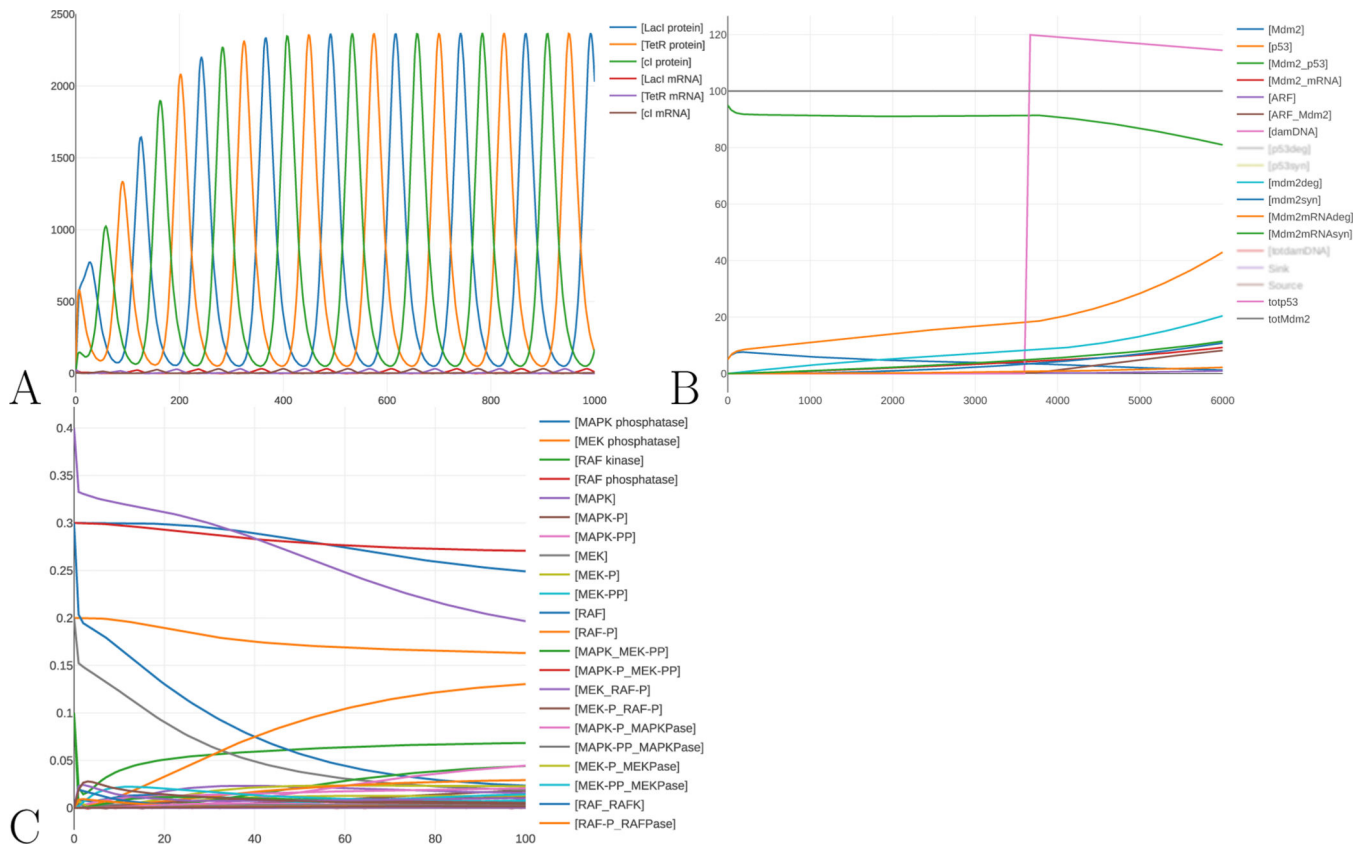 2500
2000
1500
1000
500
0
0 200 400 600 800 1000
[LacI protein]
[TetR protein]
[cI protein]
[LacI mRNA]
[TetR mRNA]
[cI mRNA]
A
120
100
80
60
40
20
0
0 1000 2000 3000 4000 5000 6000
[Mdm2]
[p53]
[Mdm2_p53]
[Mdm2_mRNA]
[ARF]
[ARF_Mdm2]
[damDNA]
[p53deg]
[p53syn]
[mdm2deg]
[mdm2syn]
[Mdm2mRNAdeg]
[Mdm2mRNAsyn]
[totdamDNA]
Sink
Source
totp53
totMdm2
B
0.4
0.35
0.3
0.25
0.2
0.15
0.1
0.05
0
0 20 40 60 80 100
[MAPK phosphatase]
[MEK phosphatase]
[RAF kinase]
[RAF phosphatase]
[MAPK]
[MAPK-P]
[MAPK-PP]
[MEK]
[MEK-P]
[MEK-PP]
[RAF]
[RAF-P]
[MAPK_MEK-PP]
[MAPK-P_MEK-PP]
[MEK_RAF-P]
[MEK-P_RAF-P]
[MAPK-P_MAPKPase]
[MAPK-PP_MAPKPase]
[MEK-P_MEKPase]
[MEK-PP_MEKPase]
[RAF_RAFK]
[RAF-P_RAFPase]
C